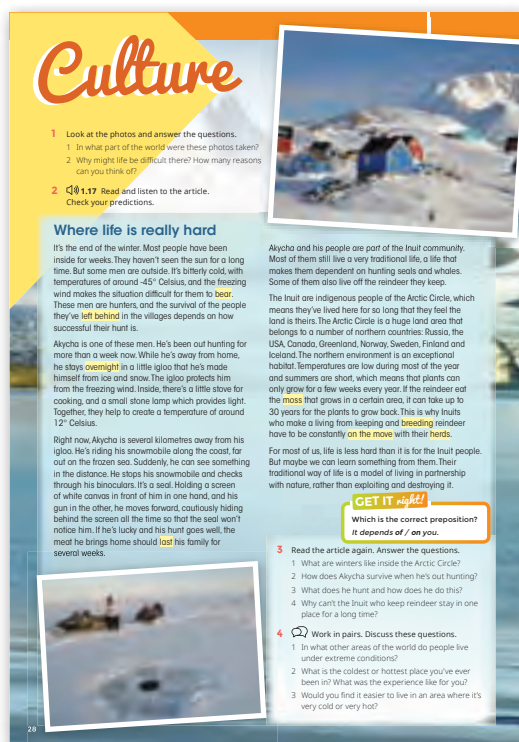 Culture
1 Look at the photos and answer the questions.
1 In what part of the world were these photos taken?
2 Why might life be difficult there? How many reasons
can you think of?
2 1.17 Read and listen to the article.
Check your predictions.
Where life is really hard
It's the end of the winter. Most people have been
inside for weeks. They haven't seen the sun for a long
time. But some men are outside. It's bitterly cold, with
temperatures of around -45° Celsius, and the freezing
wind makes the situation difficult for them to bear.
These men are hunters, and the survival of the people
they've left behind in the villages depends on how
successful their hunt is.
Akycha is one of these men. He's been out hunting for
more than a week now. While he's away from home,
he stays overnight in a little igloo that he's made
himself from ice and snow. The igloo protects him
from the freezing wind. Inside, there's a little stove for
cooking, and a small stone lamp which provides light.
Together, they help to create a temperature of around
12° Celsius.
Right now, Akycha is several kilometres away from his
igloo. He's riding his snowmobile along the coast, far
out on the frozen sea. Suddenly, he can see something
in the distance. He stops his snowmobile and checks
through his binoculars. It's a seal. Holding a screen
of white canvas in front of him in one hand, and his
gun in the other, he moves forward, cautiously hiding
behind the screen all the time so that the seal won't
notice him. If he's lucky and his hunt goes well, the
meat he brings home should last his family for
several weeks.
Akycha and his people are part of the Inuit community.
Most of them still live a very traditional life, a life that
makes them dependent on hunting seals and whales.
Some of them also live off the reindeer they keep.
The Inuit are indigenous people of the Arctic Circle, which
means they've lived here for so long that they feel the
land is theirs. The Arctic Circle is a huge land area that
belongs to a number of northern countries: Russia, the
USA, Canada, Greenland, Norway, Sweden, Finland and
Iceland. The northern environment is an exceptional
habitat. Temperatures are low during most of the year
and summers are short, which means that plants can
only grow for a few weeks every year. If the reindeer eat
the moss that grows in a certain area, it can take up to
30 years for the plants to grow back. This is why Inuits
who make a living from keeping and breeding reindeer
have to be constantly on the move with their herds.
For most of us, life is less hard than it is for the Inuit people.
But maybe we can learn something from them. Their
traditional way of life is a model of living in partnership
with nature, rather than exploiting and destroying it.
GET IT right!
Which is the correct preposition?
It depends of / on you.
3 Read the article again. Answer the questions.
1 What are winters like inside the Arctic Circle?
2 How does Akycha survive when he's out hunting?
3 What does he hunt and how does he do this?
4 Why can't the Inuit who keep reindeer stay in one
place for a long time?
4 Work in pairs. Discuss these questions.
1 In what other areas of the world do people live
under extreme conditions?
2 What is the coldest or hottest place you've ever
been in? What was the experience like for you?
3 Would you find it easier to live in an area where it's
very cold or very hot?
28